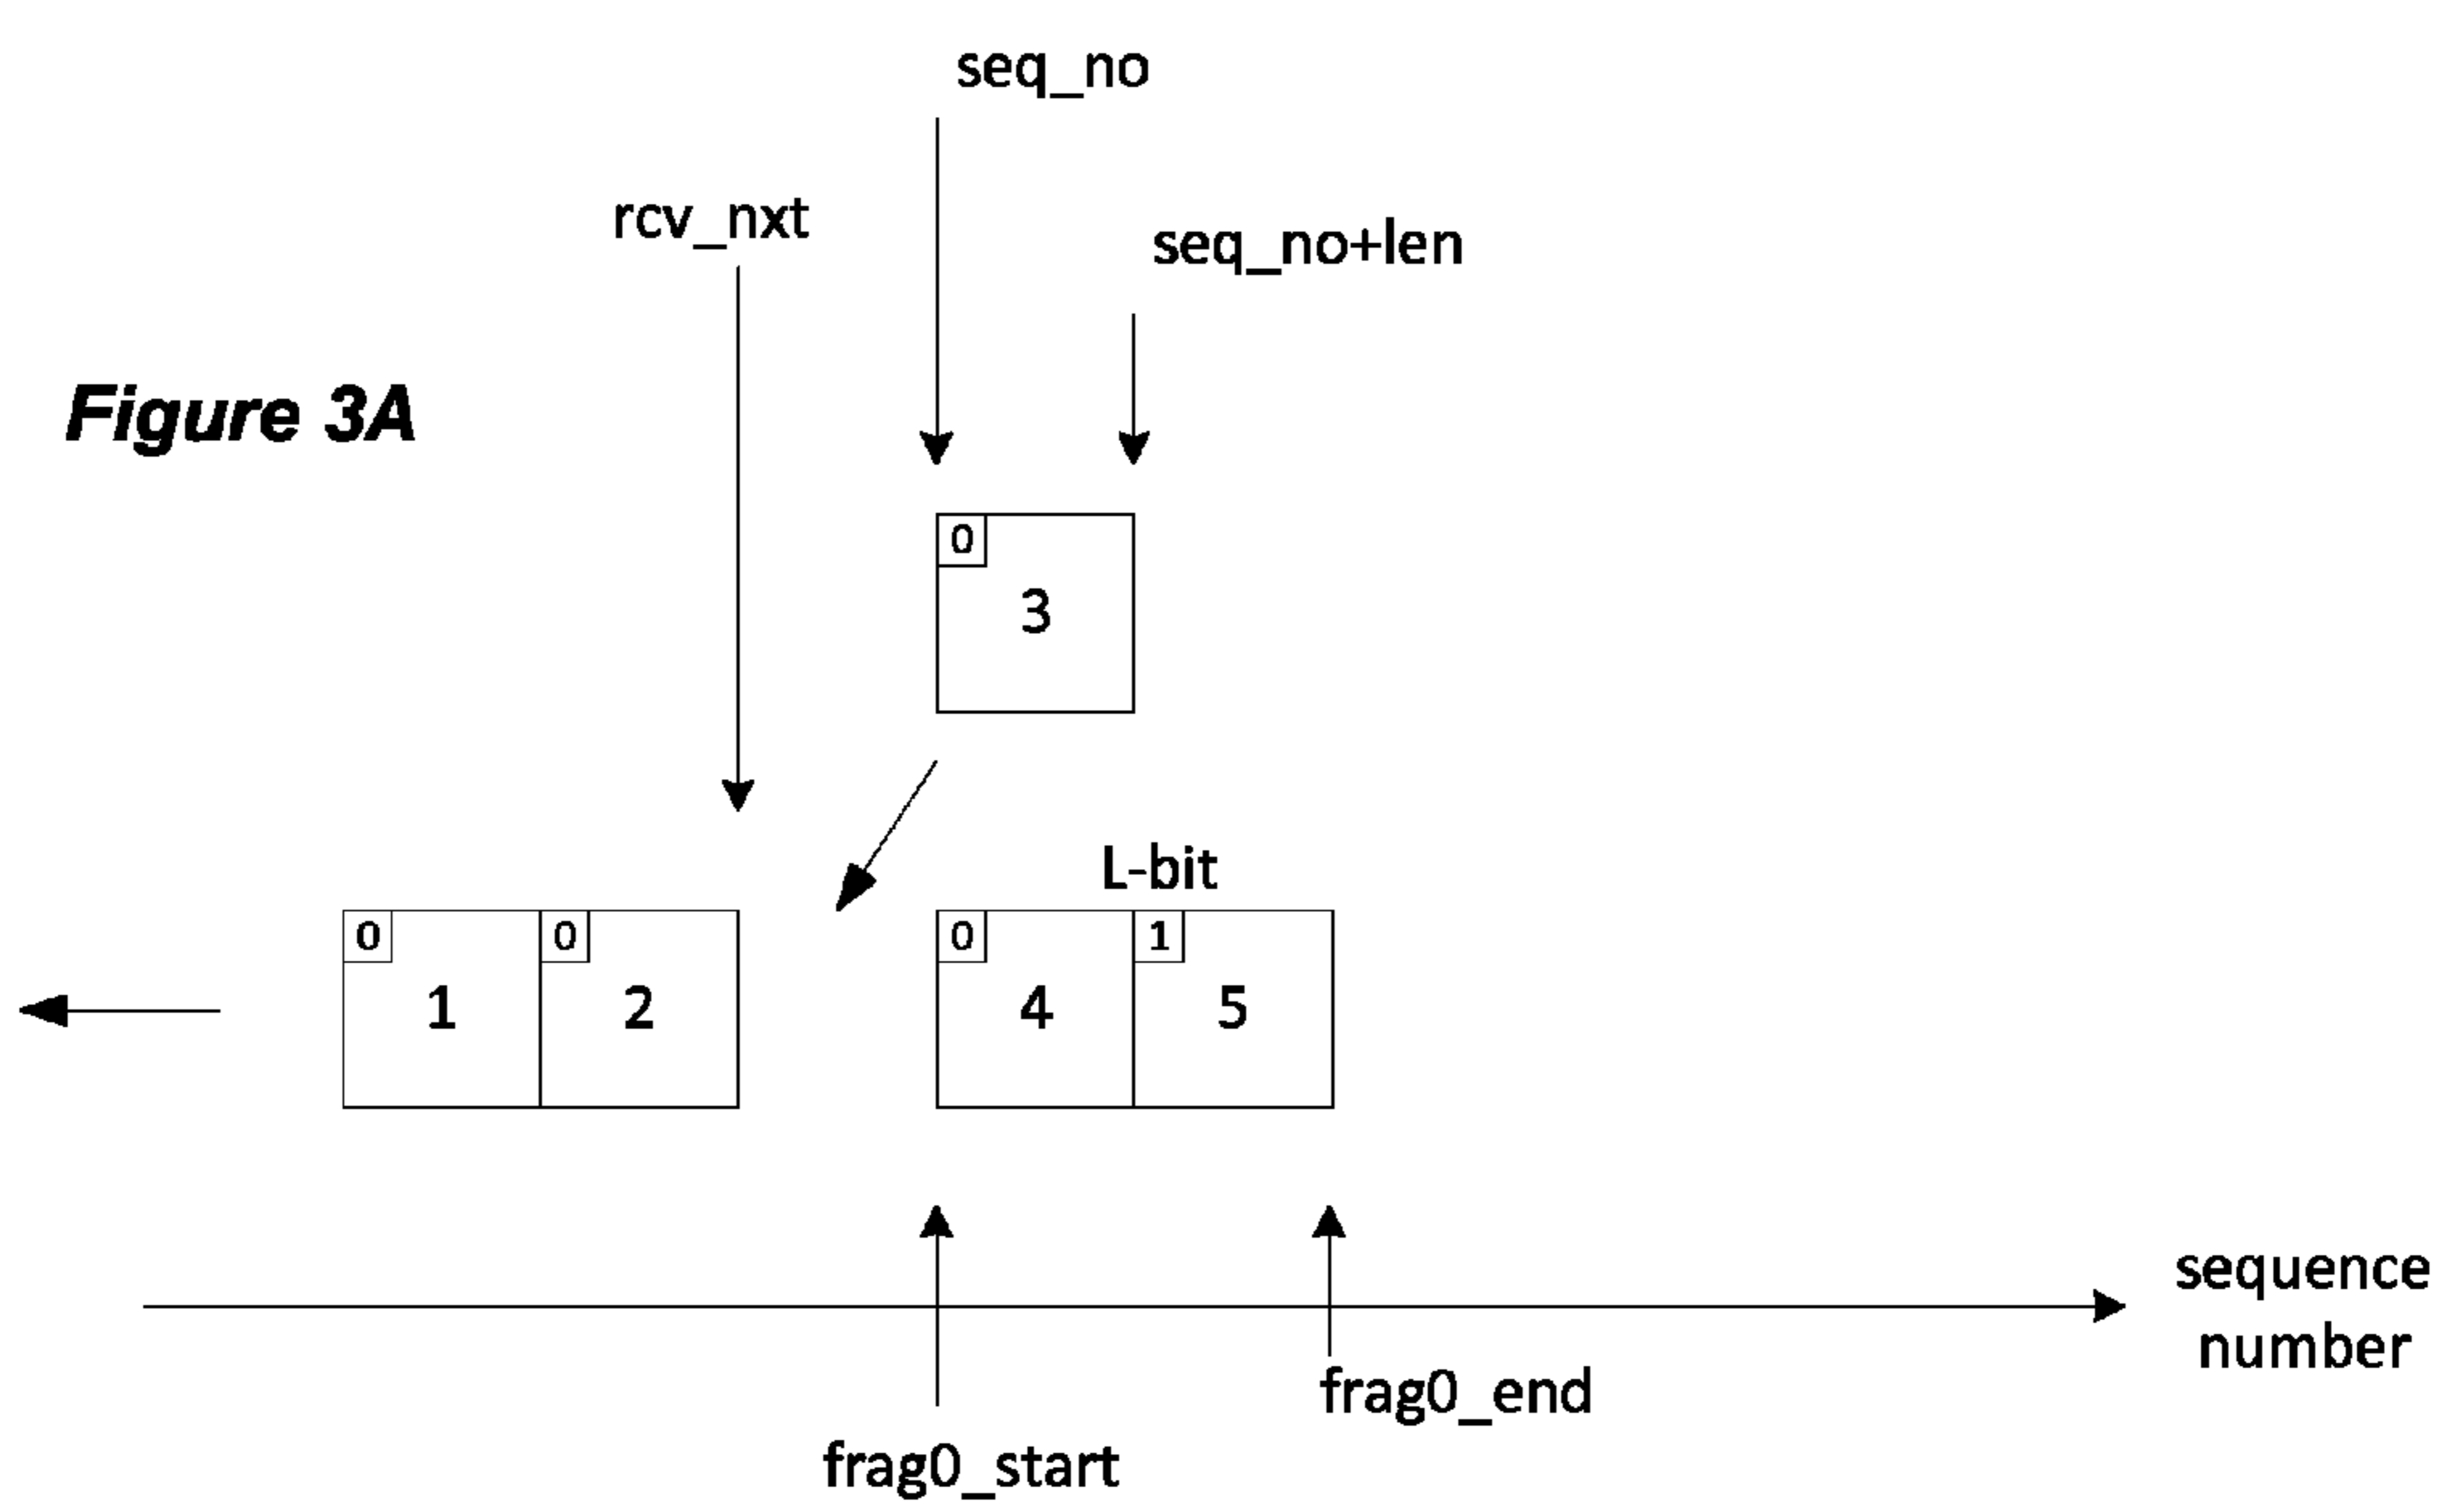 seq_no
rcv_nxt
seq_no+len
Figure 3A
0
3
L-bit
0 0 0 1
1 2 4 5
sequence
number
frag0_end
frag0_start